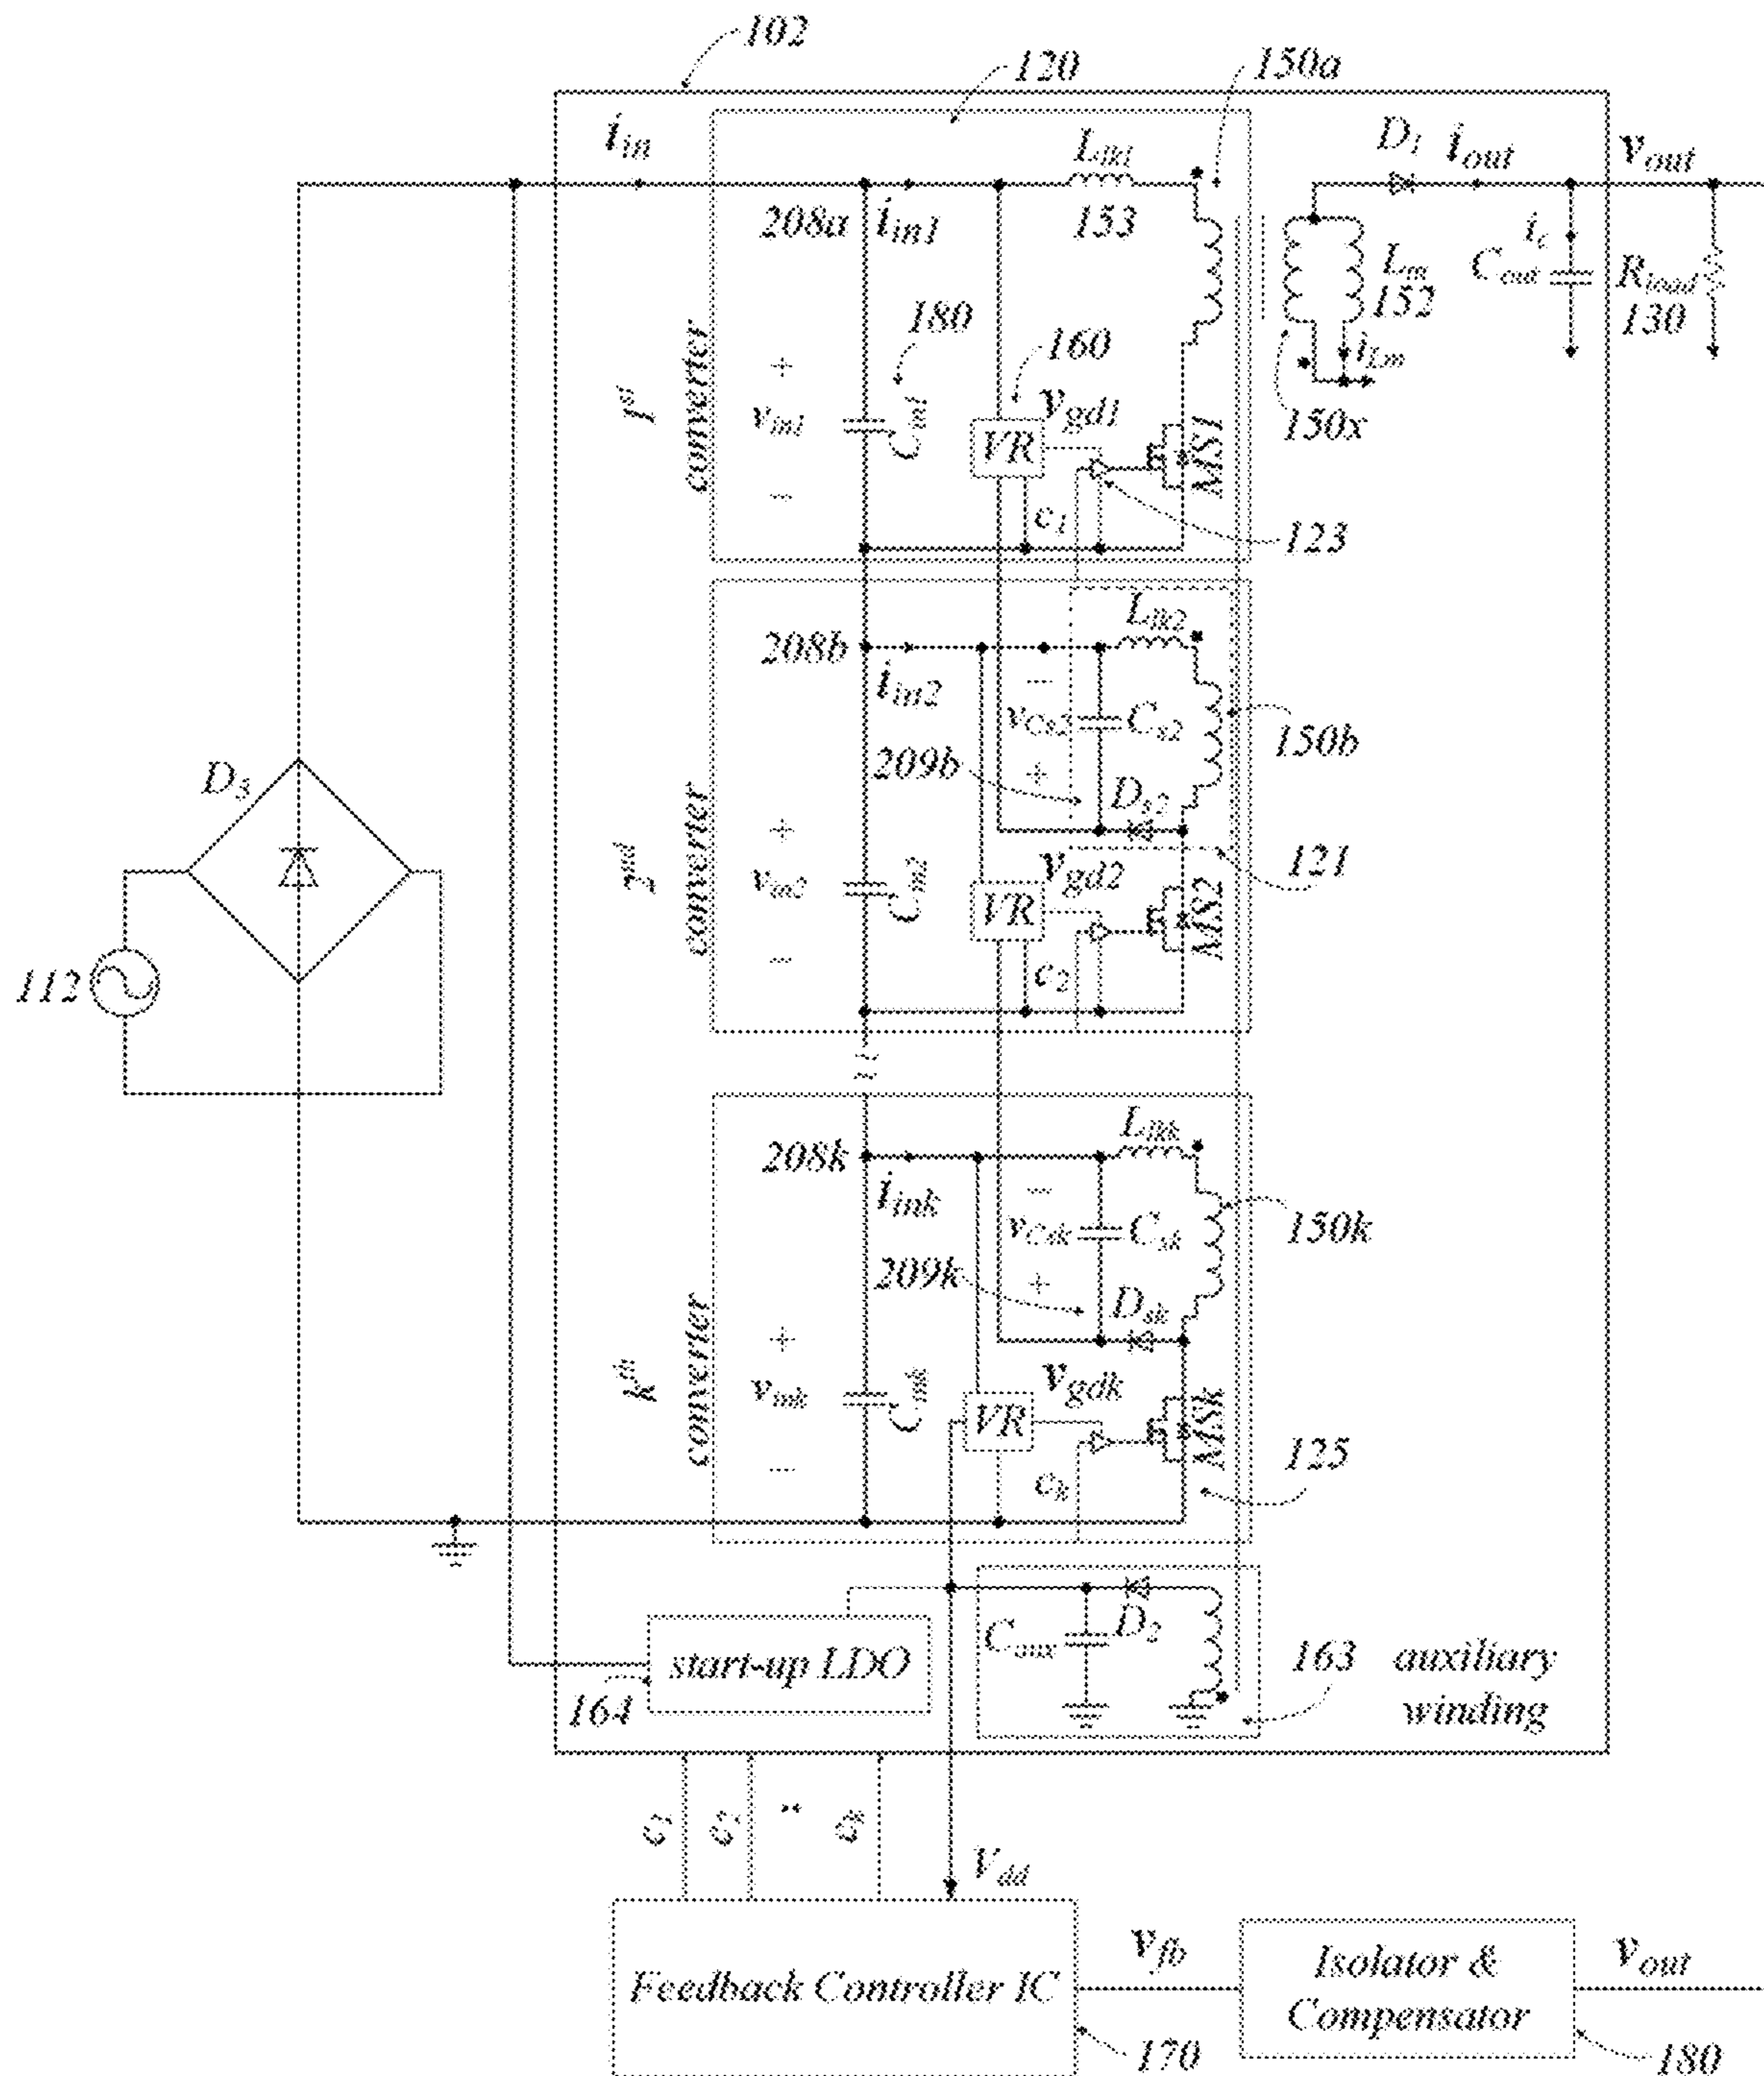 102
120
150a
i_in
L_lk1
D_1
i_out
v_out
208a
i_in1
153
i_c
C_out
L_m
152
R_load
130
180
160
i_Lm
1st converter
+
v_in1
C_in1
−
VR
v_gd1
MS1
150x
c_1
123
L_lk2
208b
i_in2
−
v_Cs2
C_s2
+
150b
209b
D_s2
D_3
converter
+
v_in2
C_in2
−
VR
v_gd2
MS2
121
c_2
112
L_lkk
208k
i_ink
−
v_Csk
C_sk
+
150k
209k
D_sk
kth converter
+
v_ink
C_ink
−
VR
v_gdk
MSk
125
c_k
C_aux
D_2
start-up LDO
164
163
auxiliary
winding
c_1
c_2
V_dd
Feedback Controller IC
170
v_fb
Isolator &
Compensator
v_out
180